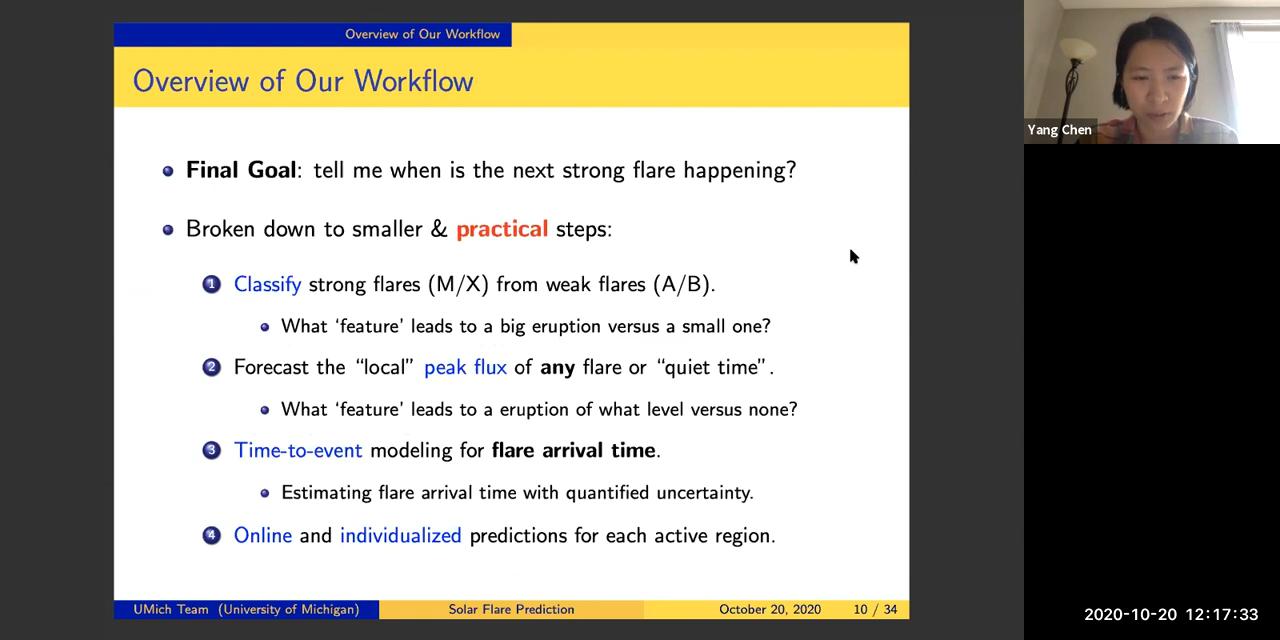 Overview of Our Workflow
Overview of Our Workflow
Final Goal: tell me when is the next strong flare happening?
Broken down to smaller & practical steps:
1 Classify strong flares (M/X) from weak flares (A/B).
What ‘feature’ leads to a big eruption versus a small one?
2 Forecast the “local” peak flux of any flare or “quiet time”.
What ‘feature’ leads to a eruption of what level versus none?
3 Time-to-event modeling for flare arrival time.
Estimating flare arrival time with quantified uncertainty.
4 Online and individualized predictions for each active region.
UMich Team (University of Michigan) Solar Flare Prediction October 20, 2020 10 / 34
Yang Chen
2020-10-20 12:17:33